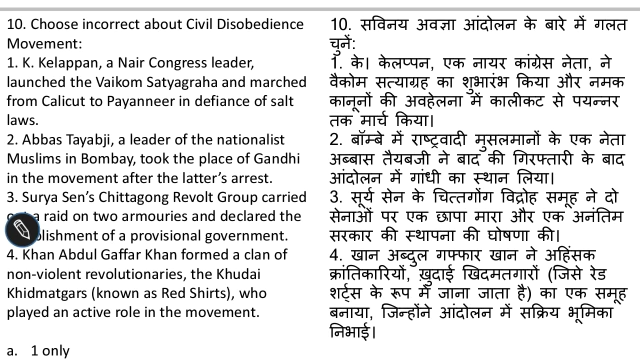 10. Choose incorrect about Civil Disobedience
Movement:
1. K. Kelappan, a Nair Congress leader,
launched the Vaikom Satyagraha and marched
from Calicut to Payanneer in defiance of salt
laws.
2. Abbas Tayabji, a leader of the nationalist
Muslims in Bombay, took the place of Gandhi
in the movement after the latter's arrest.
3. Surya Sen's Chittagong Revolt Group carried
a raid on two armouries and declared the
of a provisional government.
4. Khan Abdul Gaffar Khan formed a clan of
non-violent revolutionaries, the Khudai
Khidmatgars (known as Red Shirts), who
played an active role in the movement.
a. 1 only
10. सविनय अवज्ञा आंदोलन के बारे में गलत
चुनें:
1. के। केलप्पन, एक नायर कांग्रेस नेता, ने
वैकोम सत्याग्रह का शुभारंभ किया और नमक
कानूनों की अवहेलना में कालीकट से पयन्नर
तक मार्च किया।
2. बॉम्बे में राष्ट्रवादी मुसलमानों के एक नेता
अब्बास तैयबजी ने बाद की गिरफ्तारी के बाद
आंदोलन में गांधी का स्थान लिया।
3. सूर्य सेन के चित्तगोंग विद्रोह समूह ने दो
सेनाओं पर एक छापा मारा और एक अनंतिम
सरकार की स्थापना की घोषणा की।
4. खान अब्दुल गफ्फार खान ने अहिंसक
क्रांतिकारियों, खुदाई खिदमतगारों (जिसे रेड
शर्ट्स के रूप में जाना जाता है) का एक समूह
बनाया, जिन्होंने आंदोलन में सक्रिय भूमिका
निभाई।